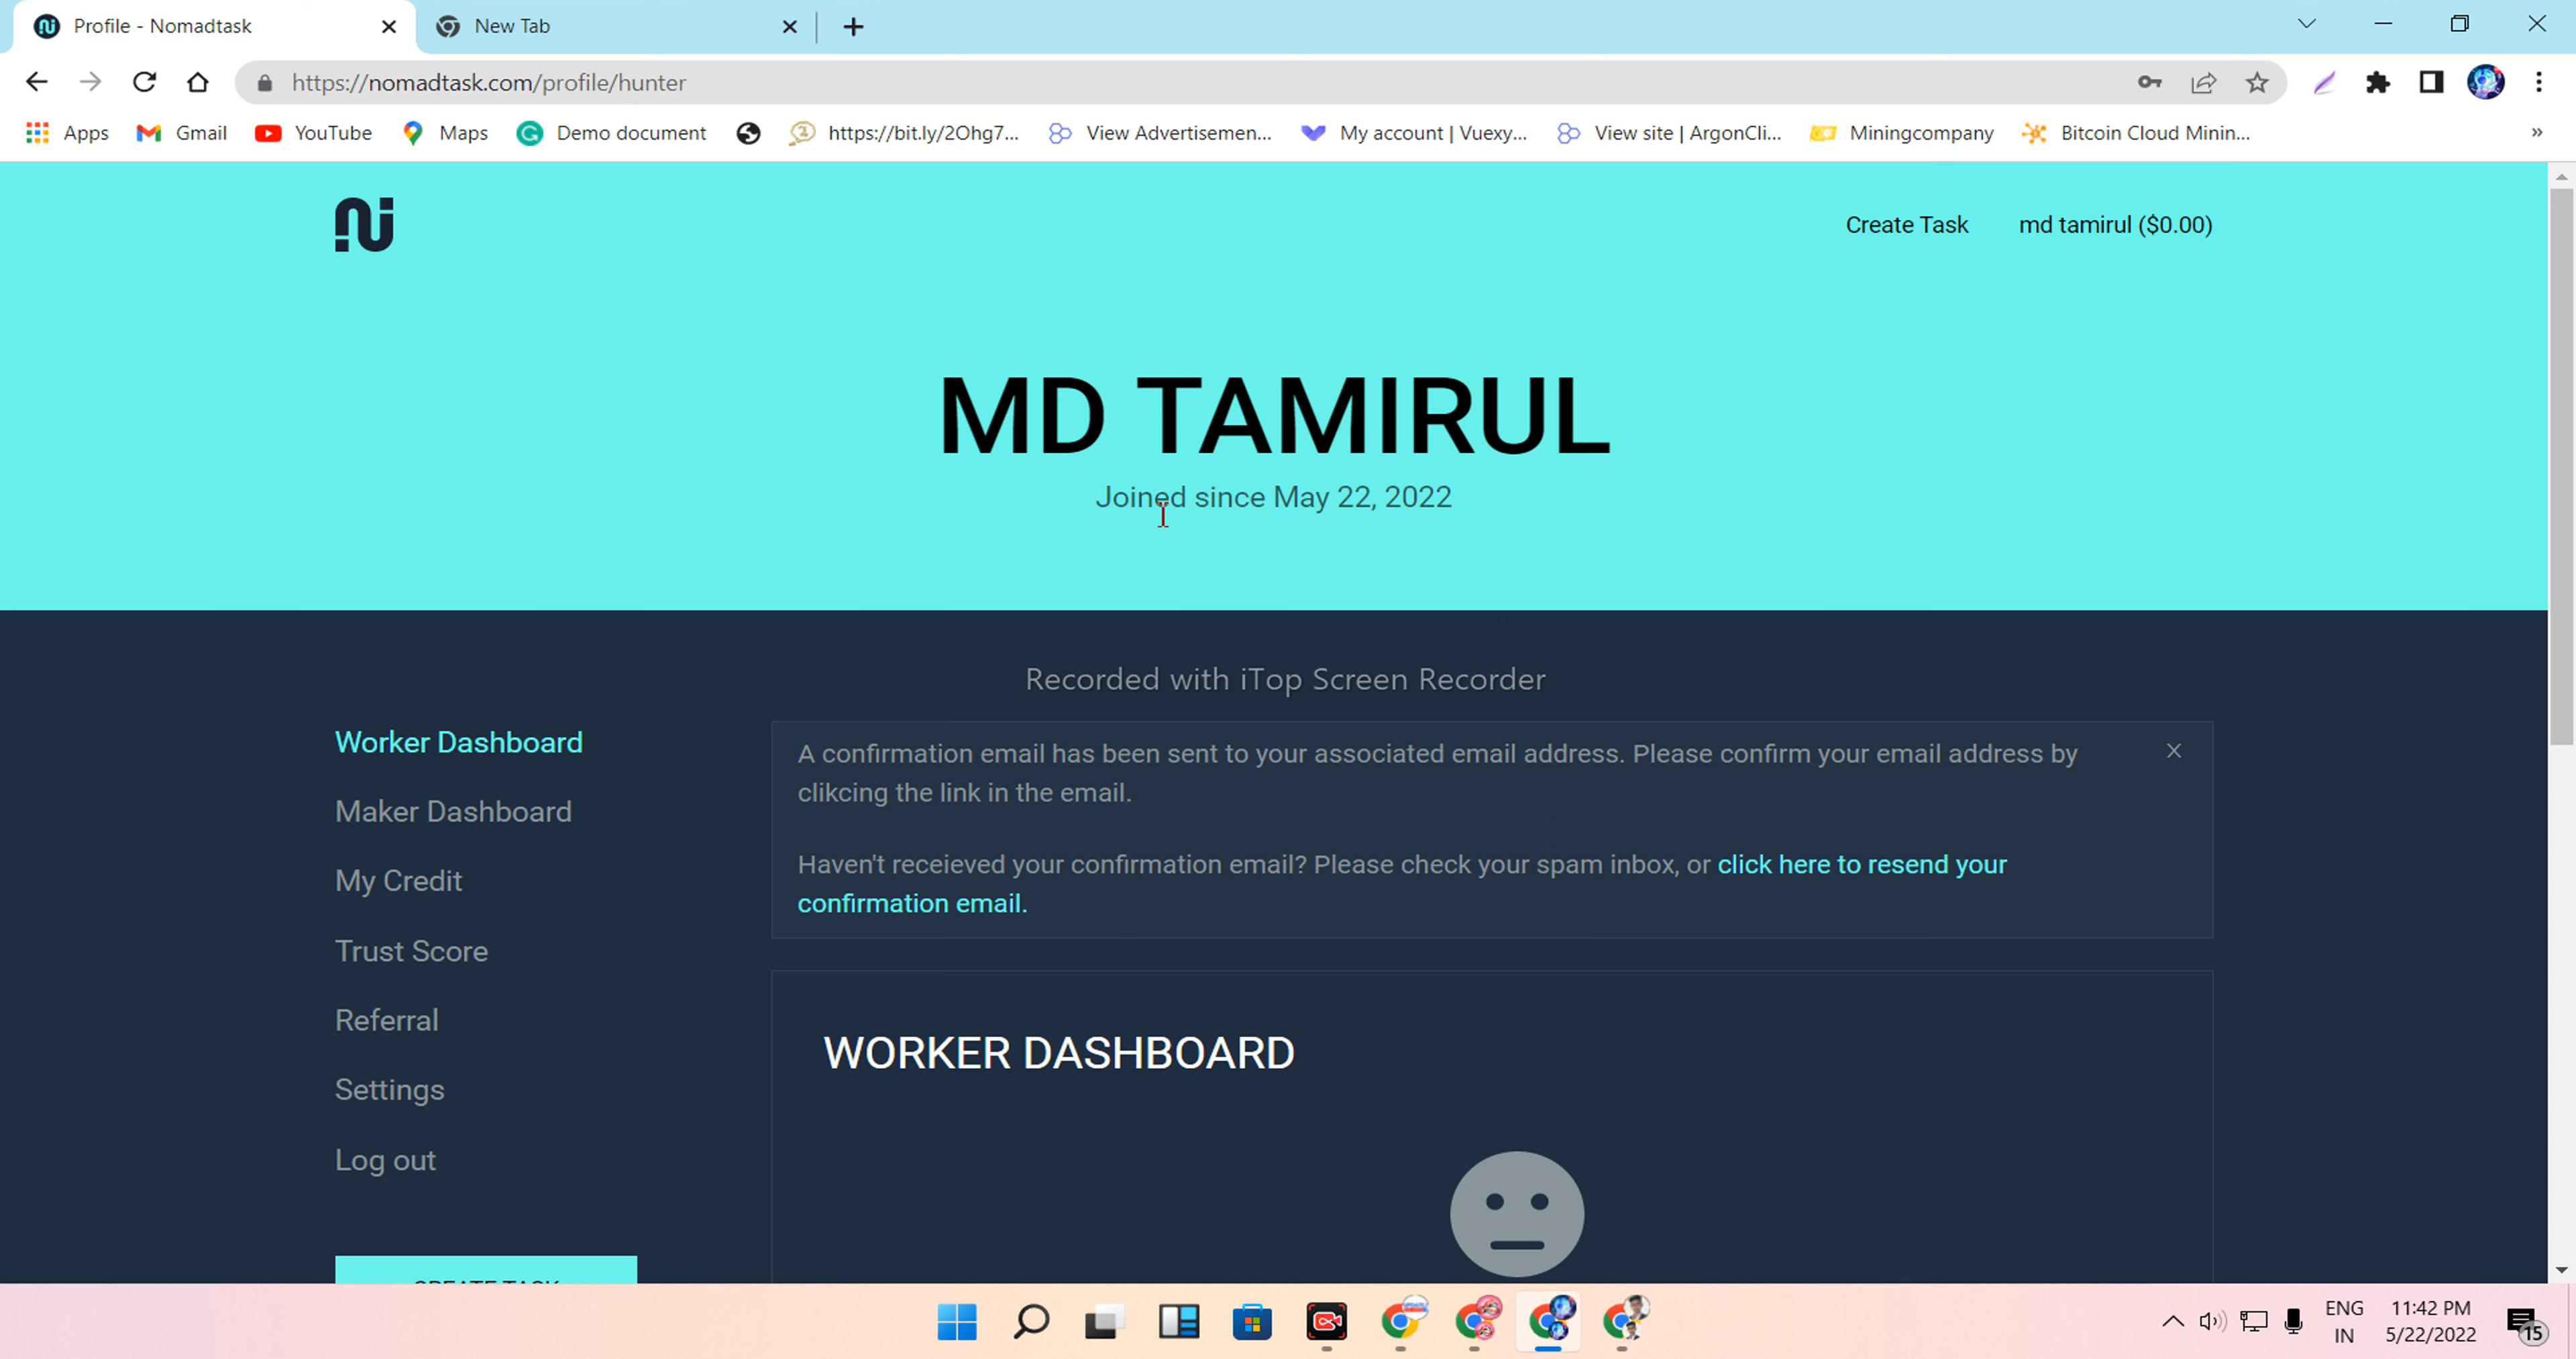 Profile - Nomadtask
New Tab
https://nomadtask.com/profile/hunter
Apps
Gmail
YouTube
Maps
Demo document
https://bit.ly/2Ohg7...
View Advertisemen...
My account | Vuexy...
View site | ArgonCli...
Miningcompany
Bitcoin Cloud Minin...
»
Create Task
md tamirul ($0.00)
MD TAMIRUL
Joined since May 22, 2022
Recorded with iTop Screen Recorder
Worker Dashboard
Maker Dashboard
My Credit
Trust Score
Referral
Settings
Log out
CREATE TASK
A confirmation email has been sent to your associated email address. Please confirm your email address by
clikcing the link in the email.
Haven't receieved your confirmation email? Please check your spam inbox, or click here to resend your
confirmation email.
WORKER DASHBOARD
ENG
IN
11:42 PM
5/22/2022
15